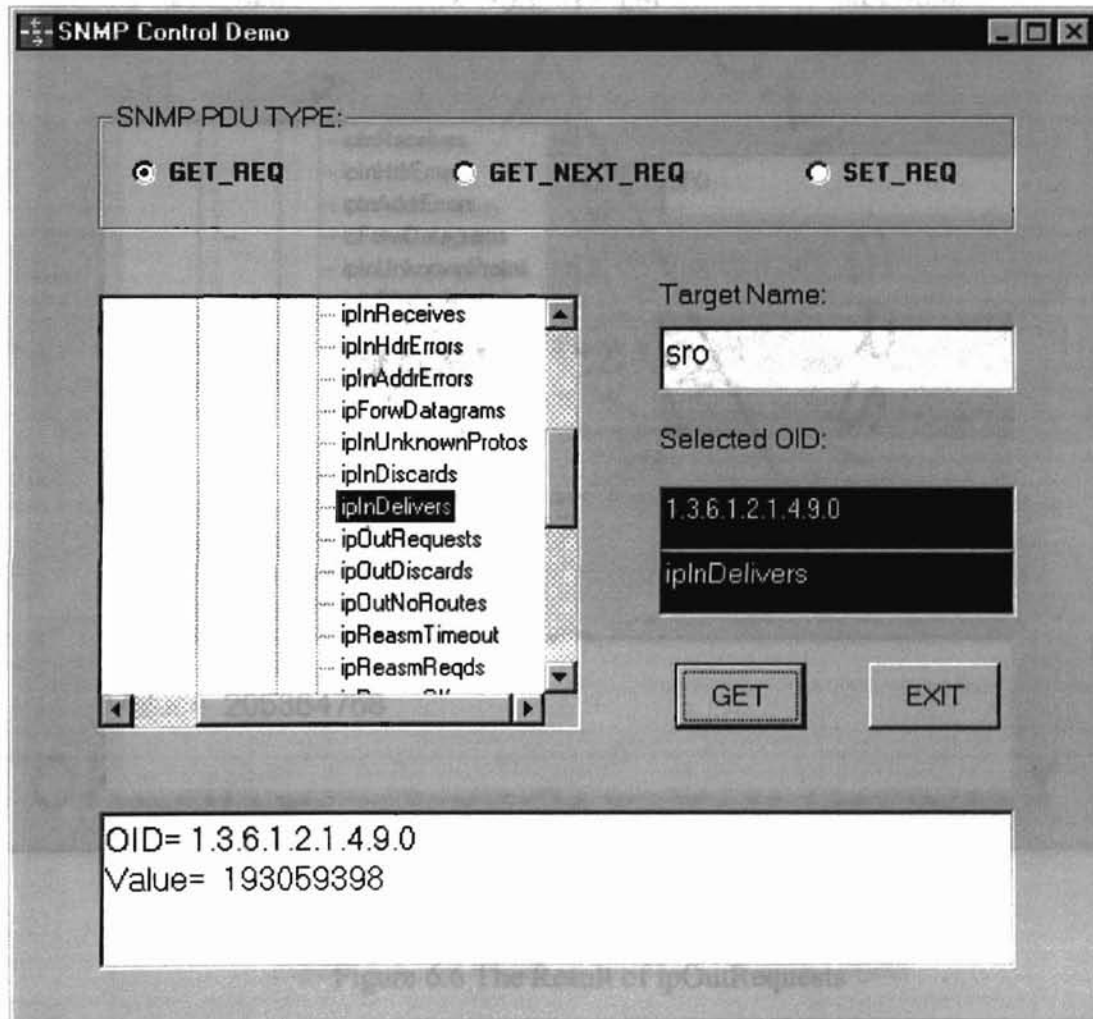 SNMP Control Demo
SNMP PDU TYPE:
GET_REQ GET_NEXT_REQ SET_REQ
ipInReceives
ipInHdrErrors
ipInAddrErrors
ipForwDatagrams
ipInUnknownProtos
ipInDiscards
ipInDelivers
ipOutRequests
ipOutDiscards
ipOutNoRoutes
ipReasmTimeout
ipReasmReqds
Target Name:
sro
Selected OID:
1.3.6.1.2.1.4.9.0
ipInDelivers
GET EXIT
OID= 1.3.6.1.2.1.4.9.0
Value= 193059398
Figure 6.6 The Result of ipOutRequests